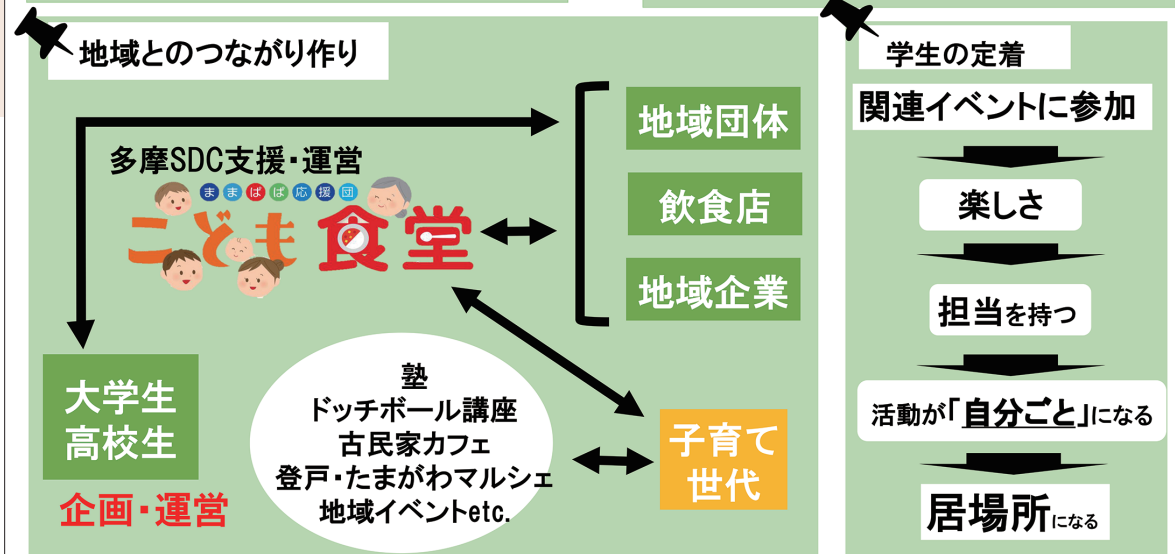 地域とのつながり作り
多摩SDC支援・運営
ままぱぱ応援団
こども食堂
地域団体
飲食店
地域企業
大学生
高校生
企画・運営
塾
ドッチボール講座
古民家カフェ
登戸・たまがわマルシェ
地域イベントetc.
子育て
世代
学生の定着
関連イベントに参加
楽しさ
担当を持つ
活動が「自分ごと」になる
居場所になる